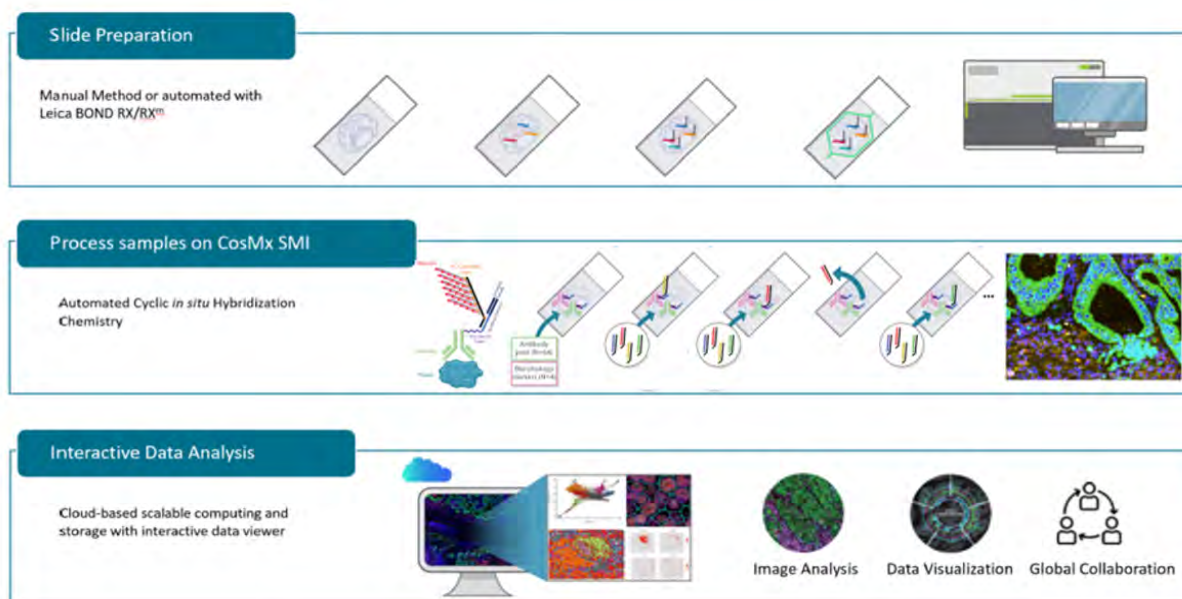 Slide Preparation
Manual Method or automated with
Leica BOND RX/RXᵐ
Process samples on CosMx SMI
Automated Cyclic in situ Hybridization
Chemistry
Antibody
Morphology
Interactive Data Analysis
Cloud-based scalable computing and
storage with interactive data viewer
Image Analysis
Data Visualization
Global Collaboration